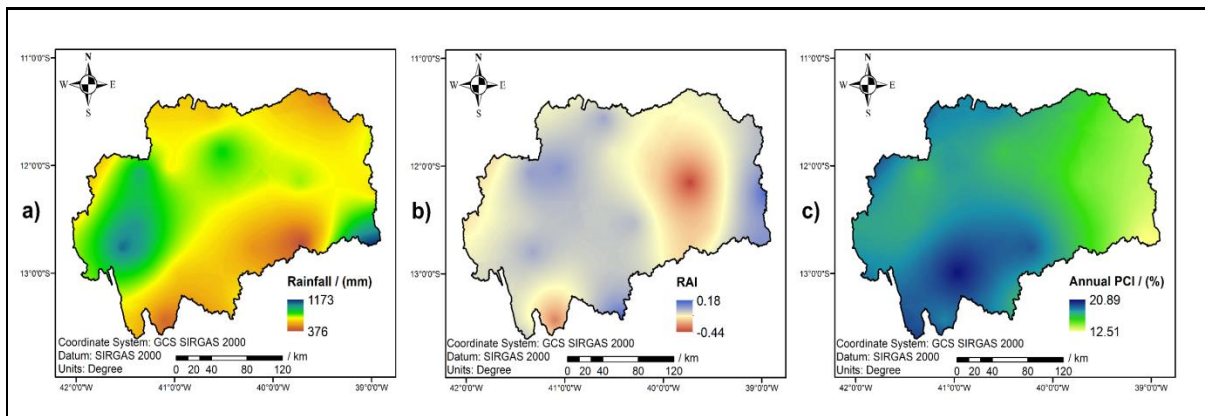 a)
11°0'0"S
12°0'0"S
13°0'0"S
N
W E
S
Rainfall / (mm)
1173
376
Coordinate System: GCS SIRGAS 2000
Datum: SIRGAS 2000
Units: Degree
0 20 40 80 120 / km
42°0'0"W 41°0'0"W 40°0'0"W 39°0'0"W
b)
11°0'0"S
12°0'0"S
13°0'0"S
N
W E
S
RAI
0.18
-0.44
Coordinate System: GCS SIRGAS 2000
Datum: SIRGAS 2000
Units: Degree
0 20 40 80 120 / km
42°0'0"W 41°0'0"W 40°0'0"W 39°0'0"W
c)
11°0'0"S
12°0'0"S
13°0'0"S
N
W E
S
Annual PCI / (%)
20.89
12.51
Coordinate System: GCS SIRGAS 2000
Datum: SIRGAS 2000
Units: Degree
0 20 40 80 120 / km
42°0'0"W 41°0'0"W 40°0'0"W 39°0'0"W